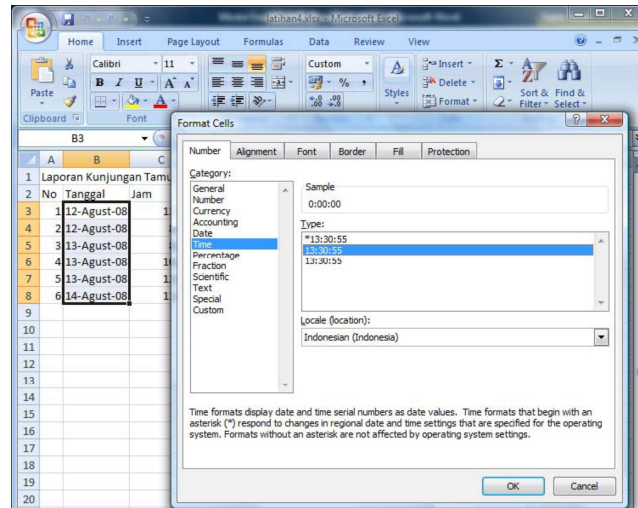 latihan4.xlsx - Microsoft Excel
Home Insert Page Layout Formulas Data Review View
Calibri 11 Custom Insert Σ
Paste B I U A A % , Styles Delete Sort & Find &
A Format Filter Select
Clipboard Font
B3
Format Cells
Number Alignment Font Border Fill Protection
Category:
General
Number
Currency
Accounting
Date
Time
Percentage
Fraction
Scientific
Text
Special
Custom
Sample
0:00:00
Type:
*13:30:55
13:30:55
13:30:55
Locale (location):
Indonesian (Indonesia)
Time formats display date and time serial numbers as date values. Time formats that begin with an
asterisk (*) respond to changes in regional date and time settings that are specified for the operating
system. Formats without an asterisk are not affected by operating system settings.
OK Cancel
A B C
1 Laporan Kunjungan Tamu
2 No Tanggal Jam
3 1 12-Agust-08
4 2 12-Agust-08
5 3 13-Agust-08
6 4 13-Agust-08
7 5 13-Agust-08
8 6 14-Agust-08
9
10
11
12
13
14
15
16
17
18
19
20